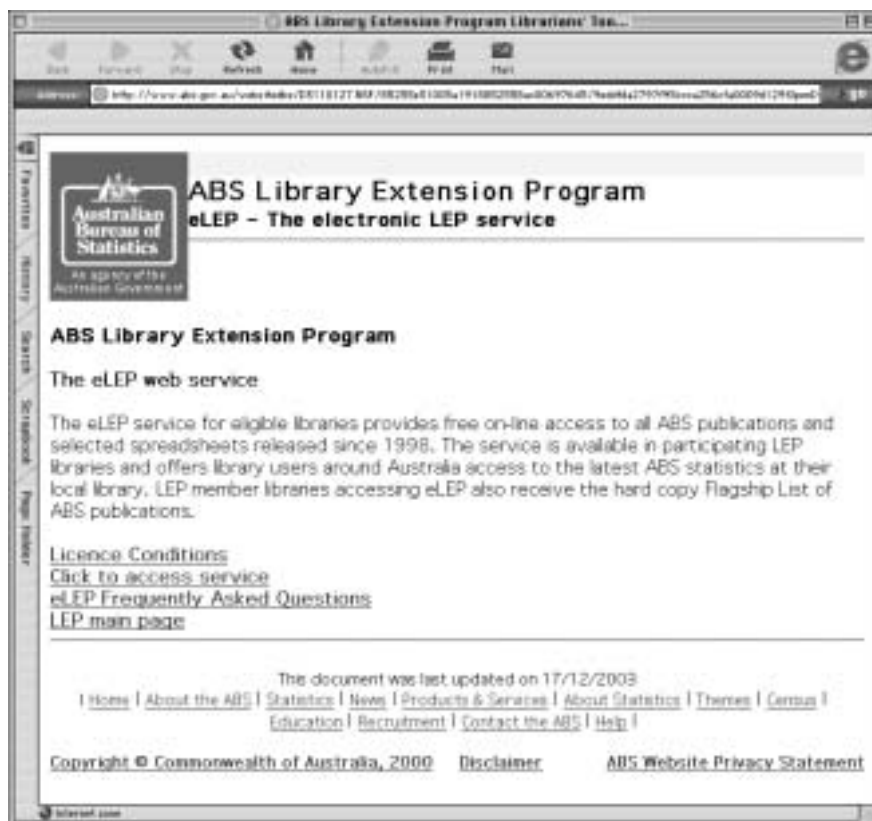 ABS Library Extension Program Librarians' Too...
Back Forward Stop Refresh Home AutoFill Print Mail
Address:
Favorites
History
Search
Scrapbook
Page Holder
Australian
Bureau of
Statistics
An agency of the
Australian Government
ABS Library Extension Program
eLEP – The electronic LEP service
ABS Library Extension Program
The eLEP web service
The eLEP service for eligible libraries provides free on-line access to all ABS publications and
selected spreadsheets released since 1998. The service is available in participating LEP
libraries and offers library users around Australia access to the latest ABS statistics at their
local library. LEP member libraries accessing eLEP also receive the hard copy Flagship List of
ABS publications.
Licence Conditions
Click to access service
eLEP Frequently Asked Questions
LEP main page
This document was last updated on 17/12/2003
| Home | About the ABS | Statistics | News | Products & Services | About Statistics | Themes | Census |
Education | Recruitment | Contact the ABS | Help |
Copyright © Commonwealth of Australia, 2000 Disclaimer ABS Website Privacy Statement
Internet zone